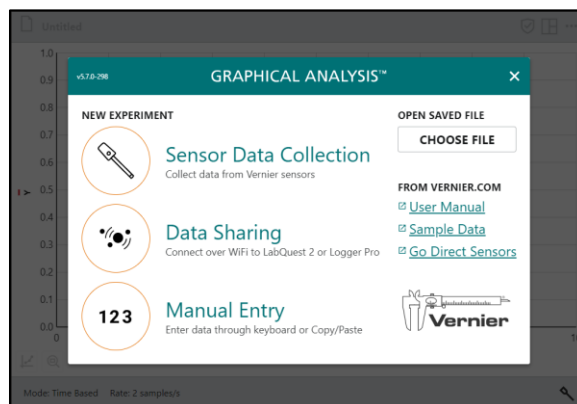 Untitled
v5.7.0-298
GRAPHICAL ANALYSIS™
NEW EXPERIMENT
Sensor Data Collection
Collect data from Vernier sensors
Data Sharing
Connect over WiFi to LabQuest 2 or Logger Pro
123
Manual Entry
Enter data through keyboard or Copy/Paste
OPEN SAVED FILE
CHOOSE FILE
FROM VERNIER.COM
User Manual
Sample Data
Go Direct Sensors
Vernier
1.0
0.9
0.8
0.7
0.6
0.5
0.4
0.3
0.2
0.1
0.0
Y
0
Mode: Time Based Rate: 2 samples/s